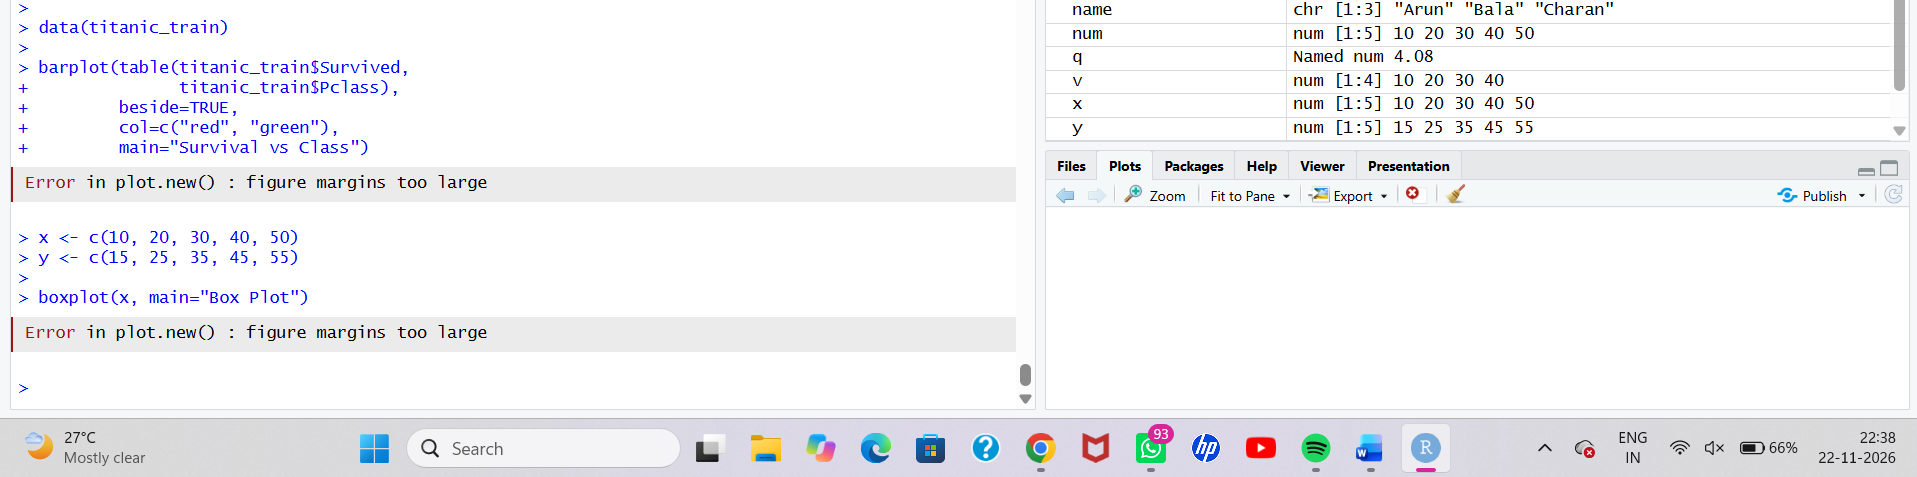 >
> data(titanic_train)
>
> barplot(table(titanic_train$Survived,
+               titanic_train$Pclass),
+         beside=TRUE,
+         col=c("red", "green"),
+         main="Survival vs Class")
Error in plot.new() : figure margins too large
> x <- c(10, 20, 30, 40, 50)
> y <- c(15, 25, 35, 45, 55)
>
> boxplot(x, main="Box Plot")
Error in plot.new() : figure margins too large
>
name chr [1:3] "Arun" "Bala" "Charan"
num num [1:5] 10 20 30 40 50
q Named num 4.08
v num [1:4] 10 20 30 40
x num [1:5] 10 20 30 40 50
y num [1:5] 15 25 35 45 55
Files Plots Packages Help Viewer Presentation
Zoom Fit to Pane Export Publish
27°C
Mostly clear
Search
93
hp
W
R
ENG
IN
66%
22:38
22-11-2026